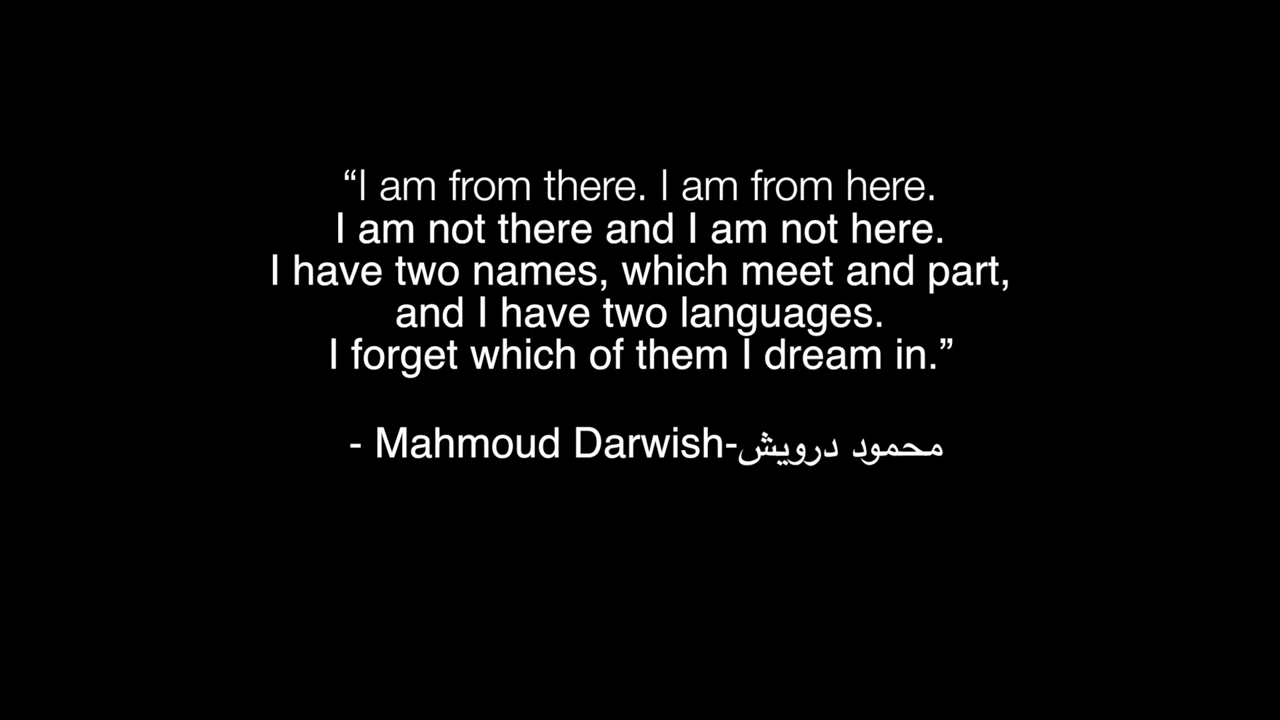 “I am from there. I am from here.
I am not there and I am not here.
I have two names, which meet and part,
and I have two languages.
I forget which of them I dream in.”
- Mahmoud Darwish-محمود درويش